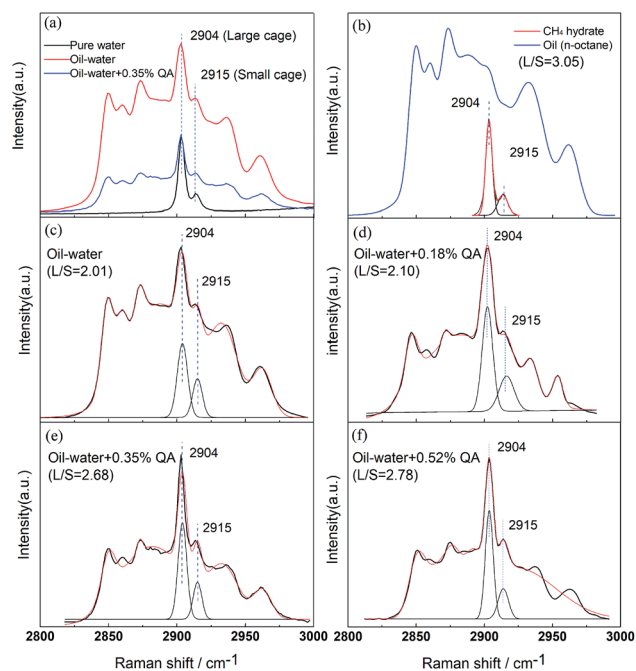 (a)
Pure water
Oil-water
Oil-water+0.35% QA
2904 (Large cage)
2915 (Small cage)
Intensity(a.u.)
(b)
CH₄ hydrate
Oil (n-octane)
(L/S=3.05)
2904
2915
Intensity(a.u.)
(c)
Oil-water
(L/S=2.01)
2904
2915
Intensity(a.u.)
(d)
Oil-water+0.18% QA
(L/S=2.10)
2904
2915
intensity(a.u.)
(e)
Oil-water+0.35% QA
(L/S=2.68)
2904
2915
Intensity(a.u.)
2800 2850 2900 2950 3000
Raman shift / cm⁻¹
(f)
Oil-water+0.52% QA
(L/S=2.78)
2904
2915
Intensity(a.u.)
2800 2850 2900 2950 3000
Raman shift / cm⁻¹